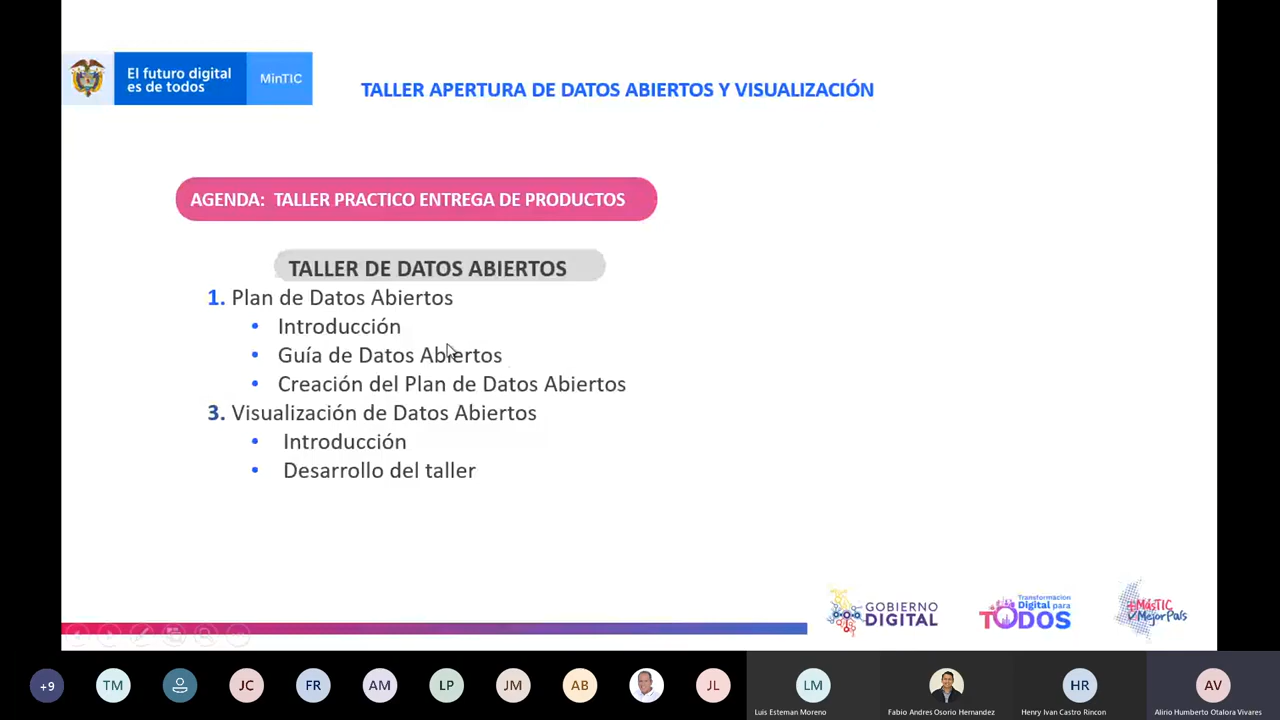 El futuro digital
es de todos
MinTIC
TALLER APERTURA DE DATOS ABIERTOS Y VISUALIZACIÓN
AGENDA: TALLER PRACTICO ENTREGA DE PRODUCTOS
TALLER DE DATOS ABIERTOS
1. Plan de Datos Abiertos
• Introducción
• Guía de Datos Abiertos
• Creación del Plan de Datos Abiertos
3. Visualización de Datos Abiertos
• Introducción
• Desarrollo del taller
GOBIERNO
DIGITAL
Transformación
Digital para
TODOS
+MásTIC
MejorPaís
+9
TM
JC
FR
AM
LP
JM
AB
JL
LM
HR
AV
Luis Esteman Moreno
Fabio Andres Osorio Hernandez
Henry Ivan Castro Rincon
Alirio Humberto Otalora Vivares